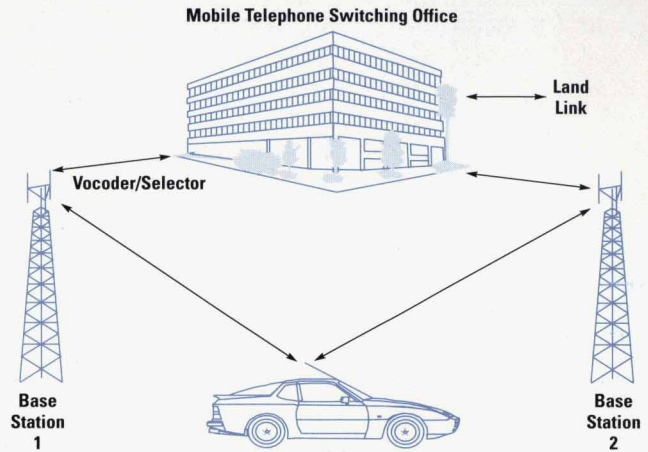 Mobile Telephone Switching Office
Land
Link
Vocoder/Selector
Base
Station
1
Base
Station
2